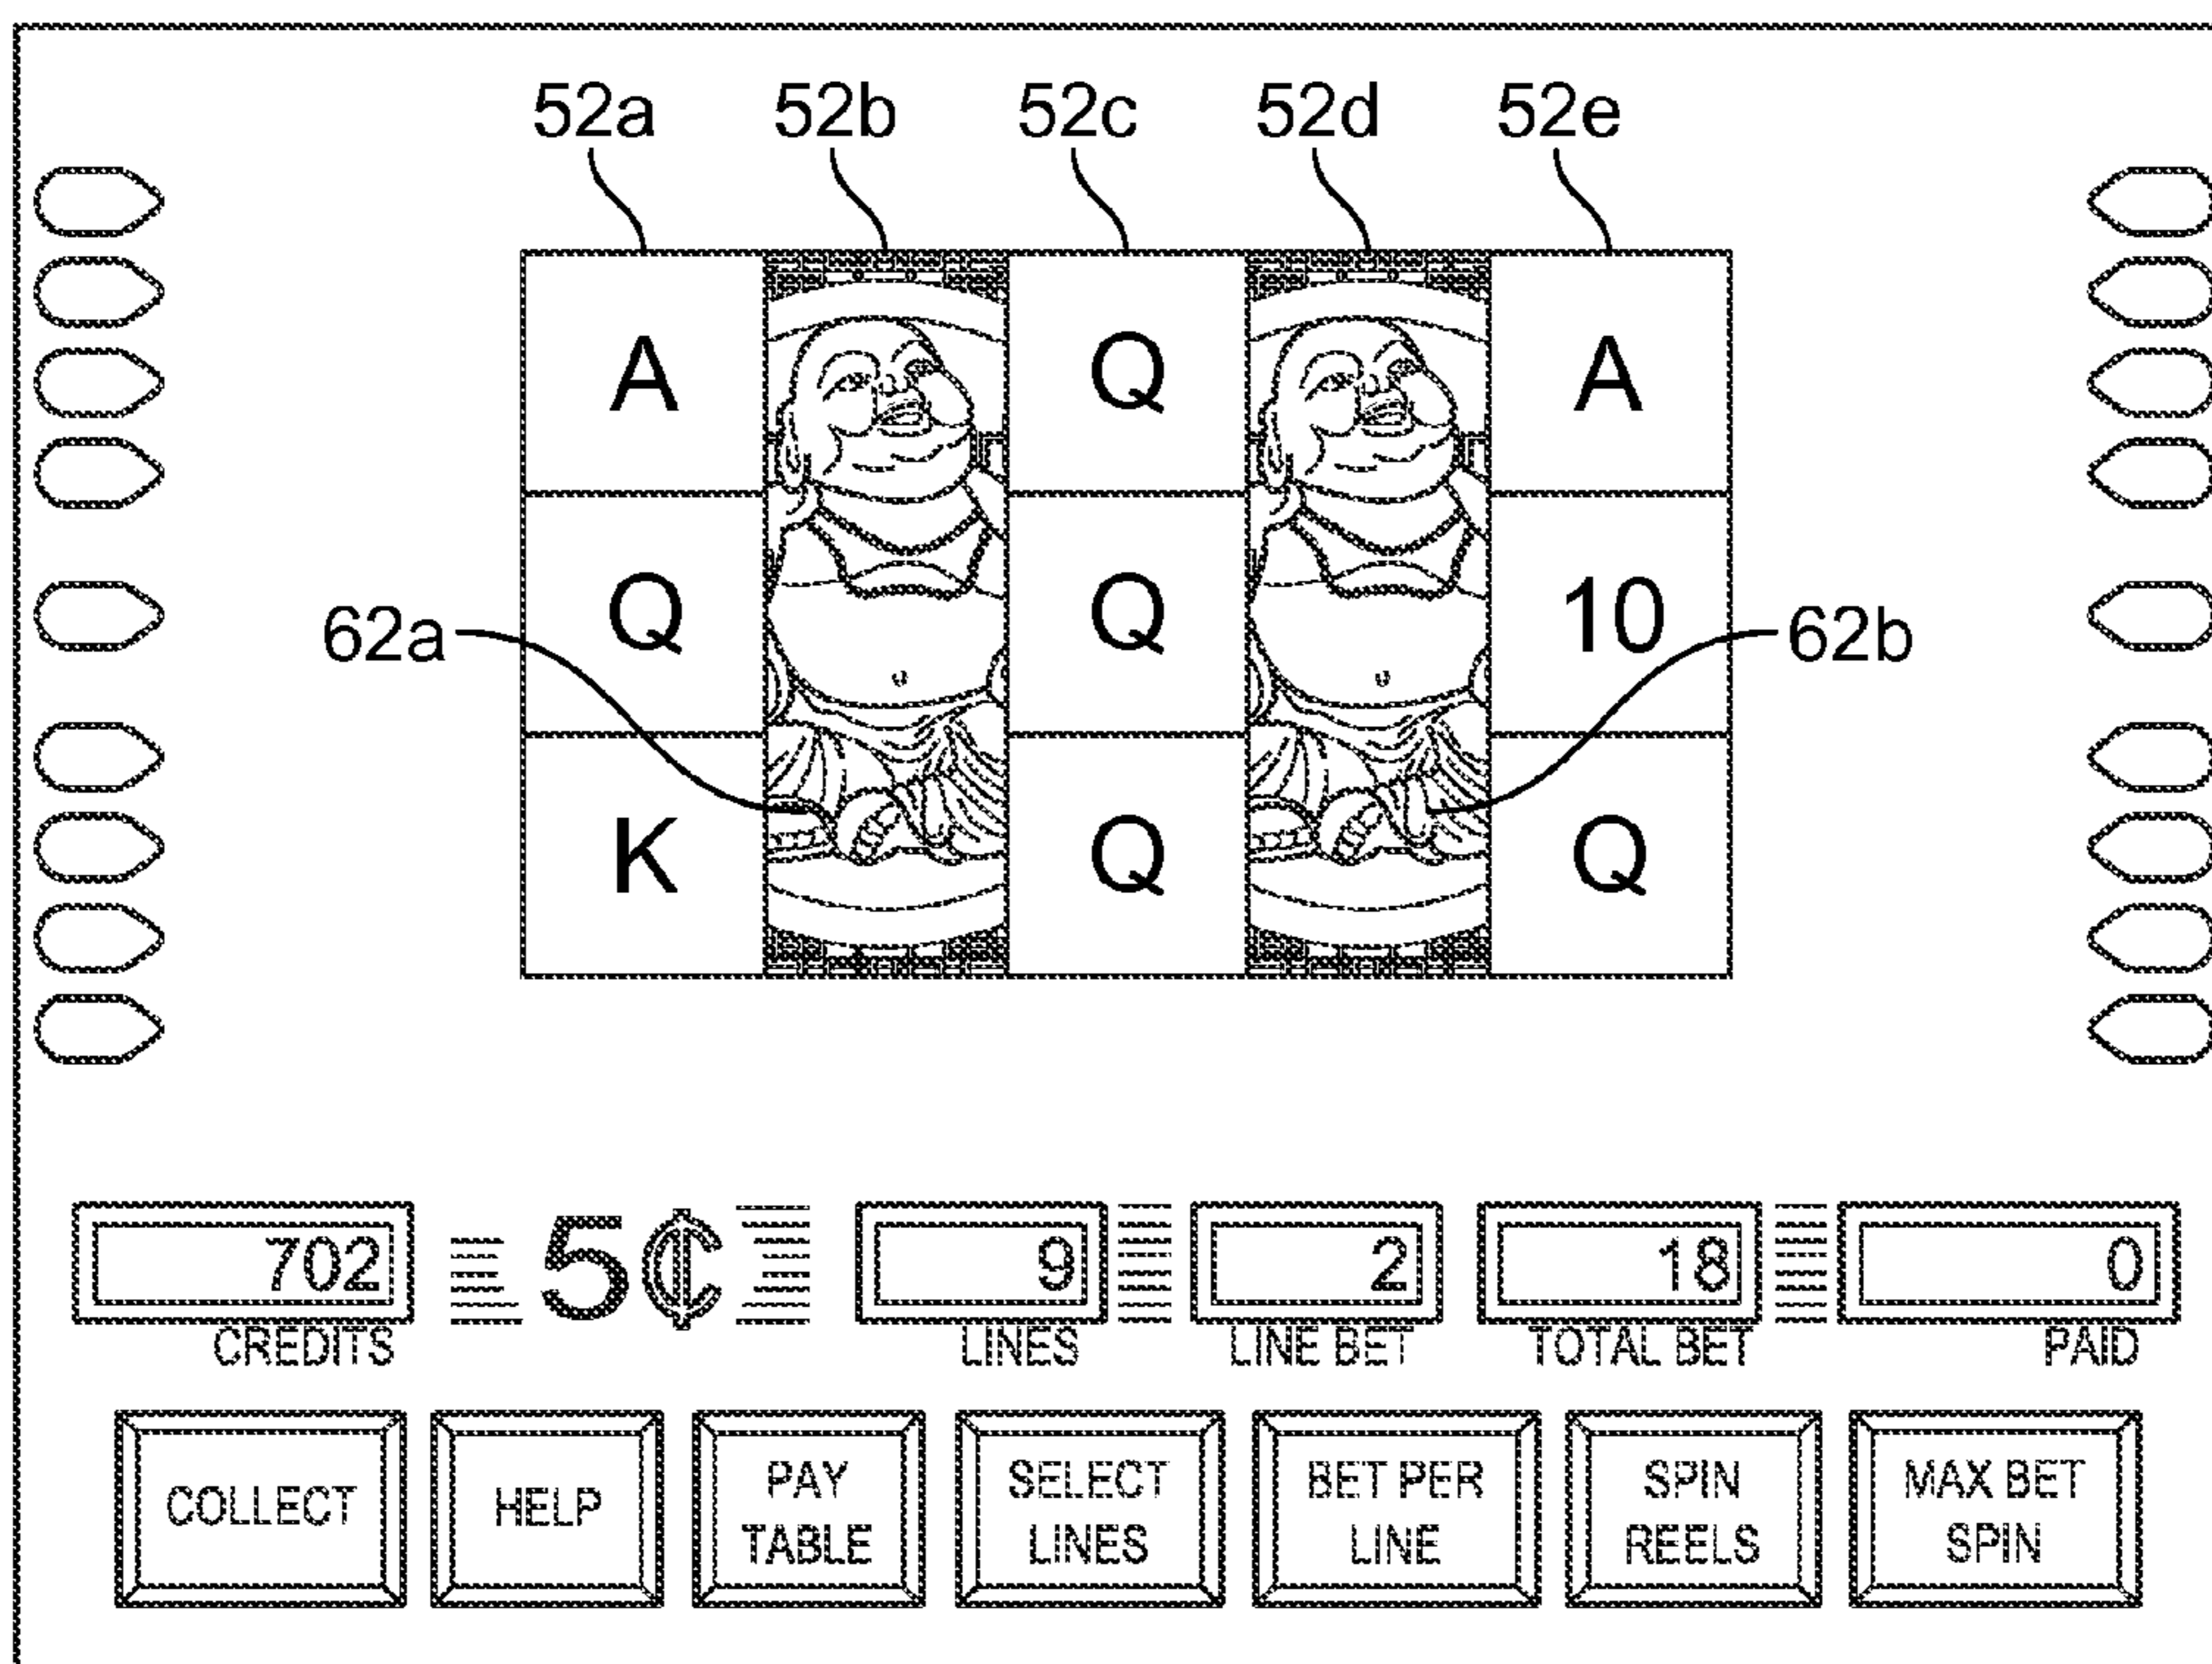 52a 52b 52c 52d 52e
A Q A
62a Q Q 10 62b
K Q Q
702 5¢ 9 2 18 0
CREDITS LINES LINE BET TOTAL BET PAID
COLLECT
HELP
PAY
TABLE
SELECT
LINES
BET PER
LINE
SPIN
REELS
MAX BET
SPIN